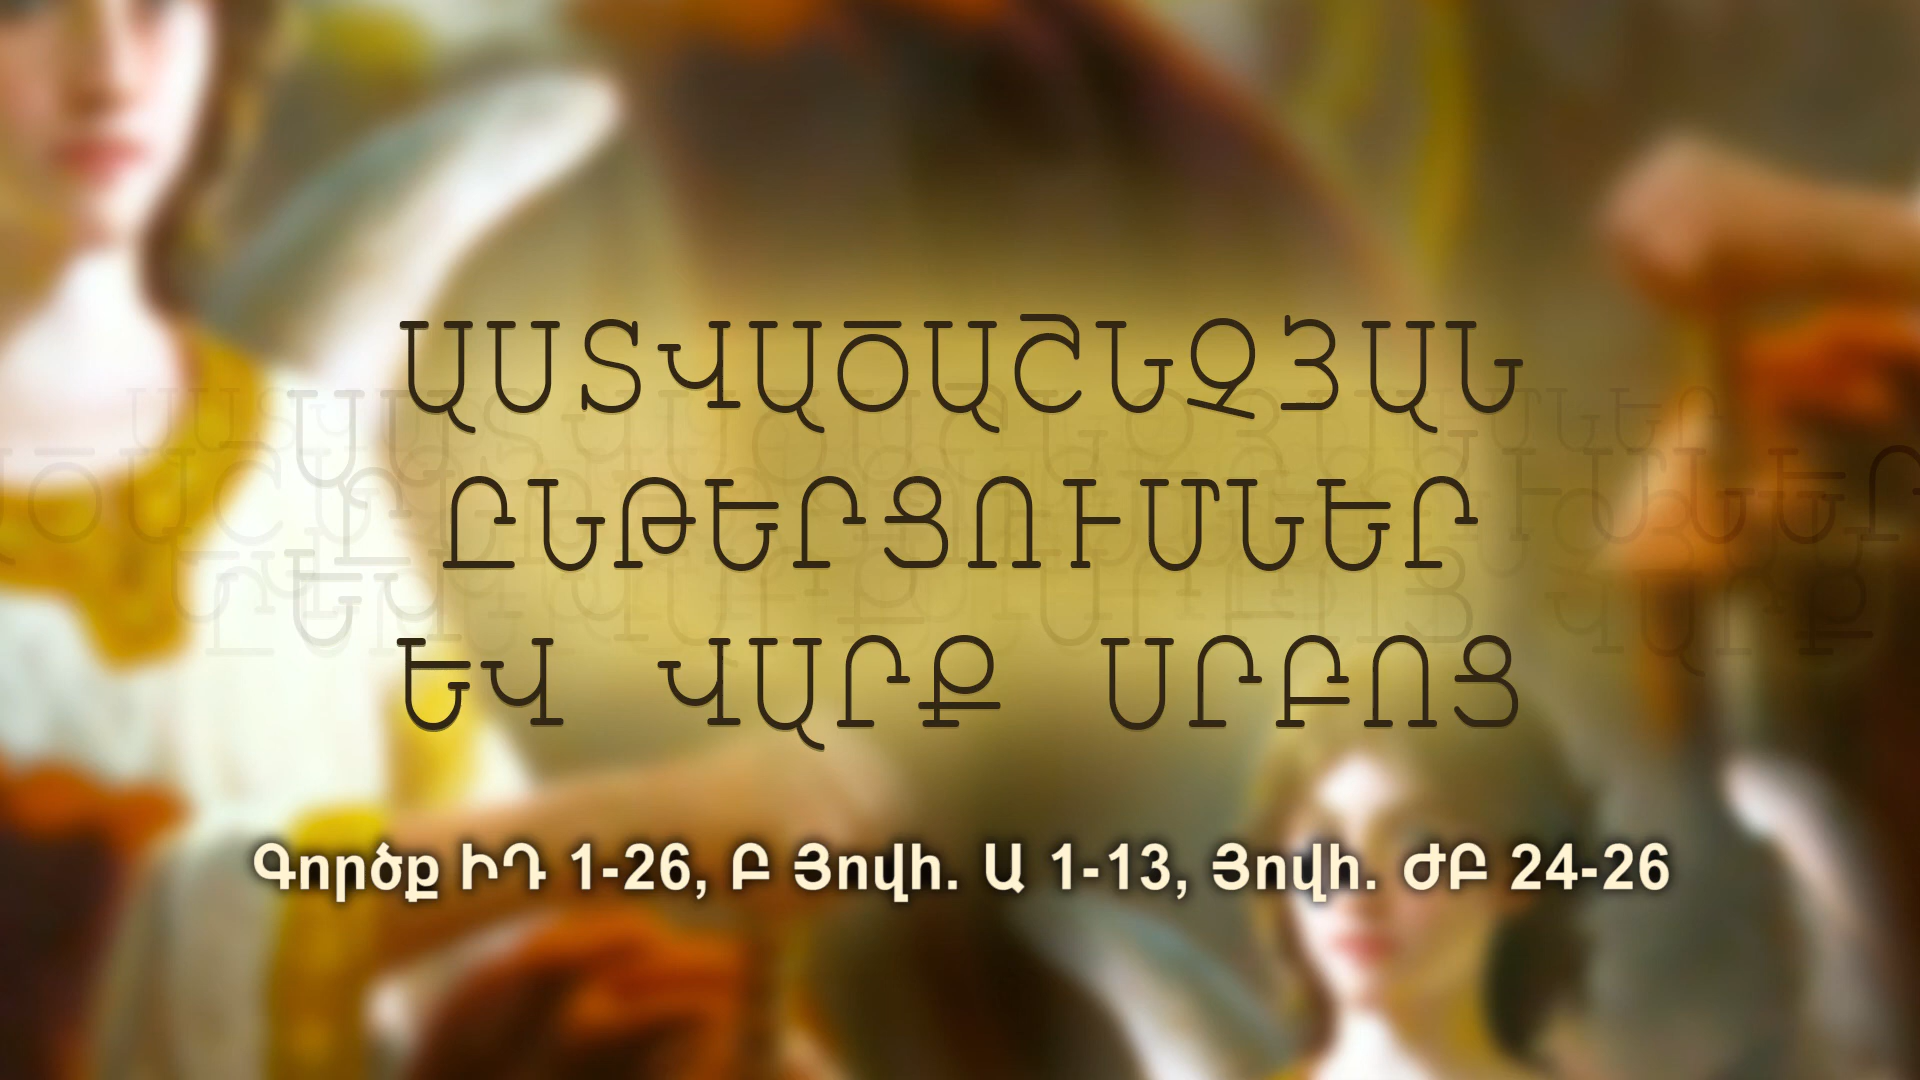 ԱՍՏՎԱԾԱՇՆՉՅԱՆ
ԸՆԹԵՐՑՈՒՄՆԵՐ
ԵՎ ՎԱՐՔ ՍՐԲՈՑ
Գործք ԻԴ 1-26, Բ Յովհ. Ա 1-13, Յովհ. ԺԲ 24-26